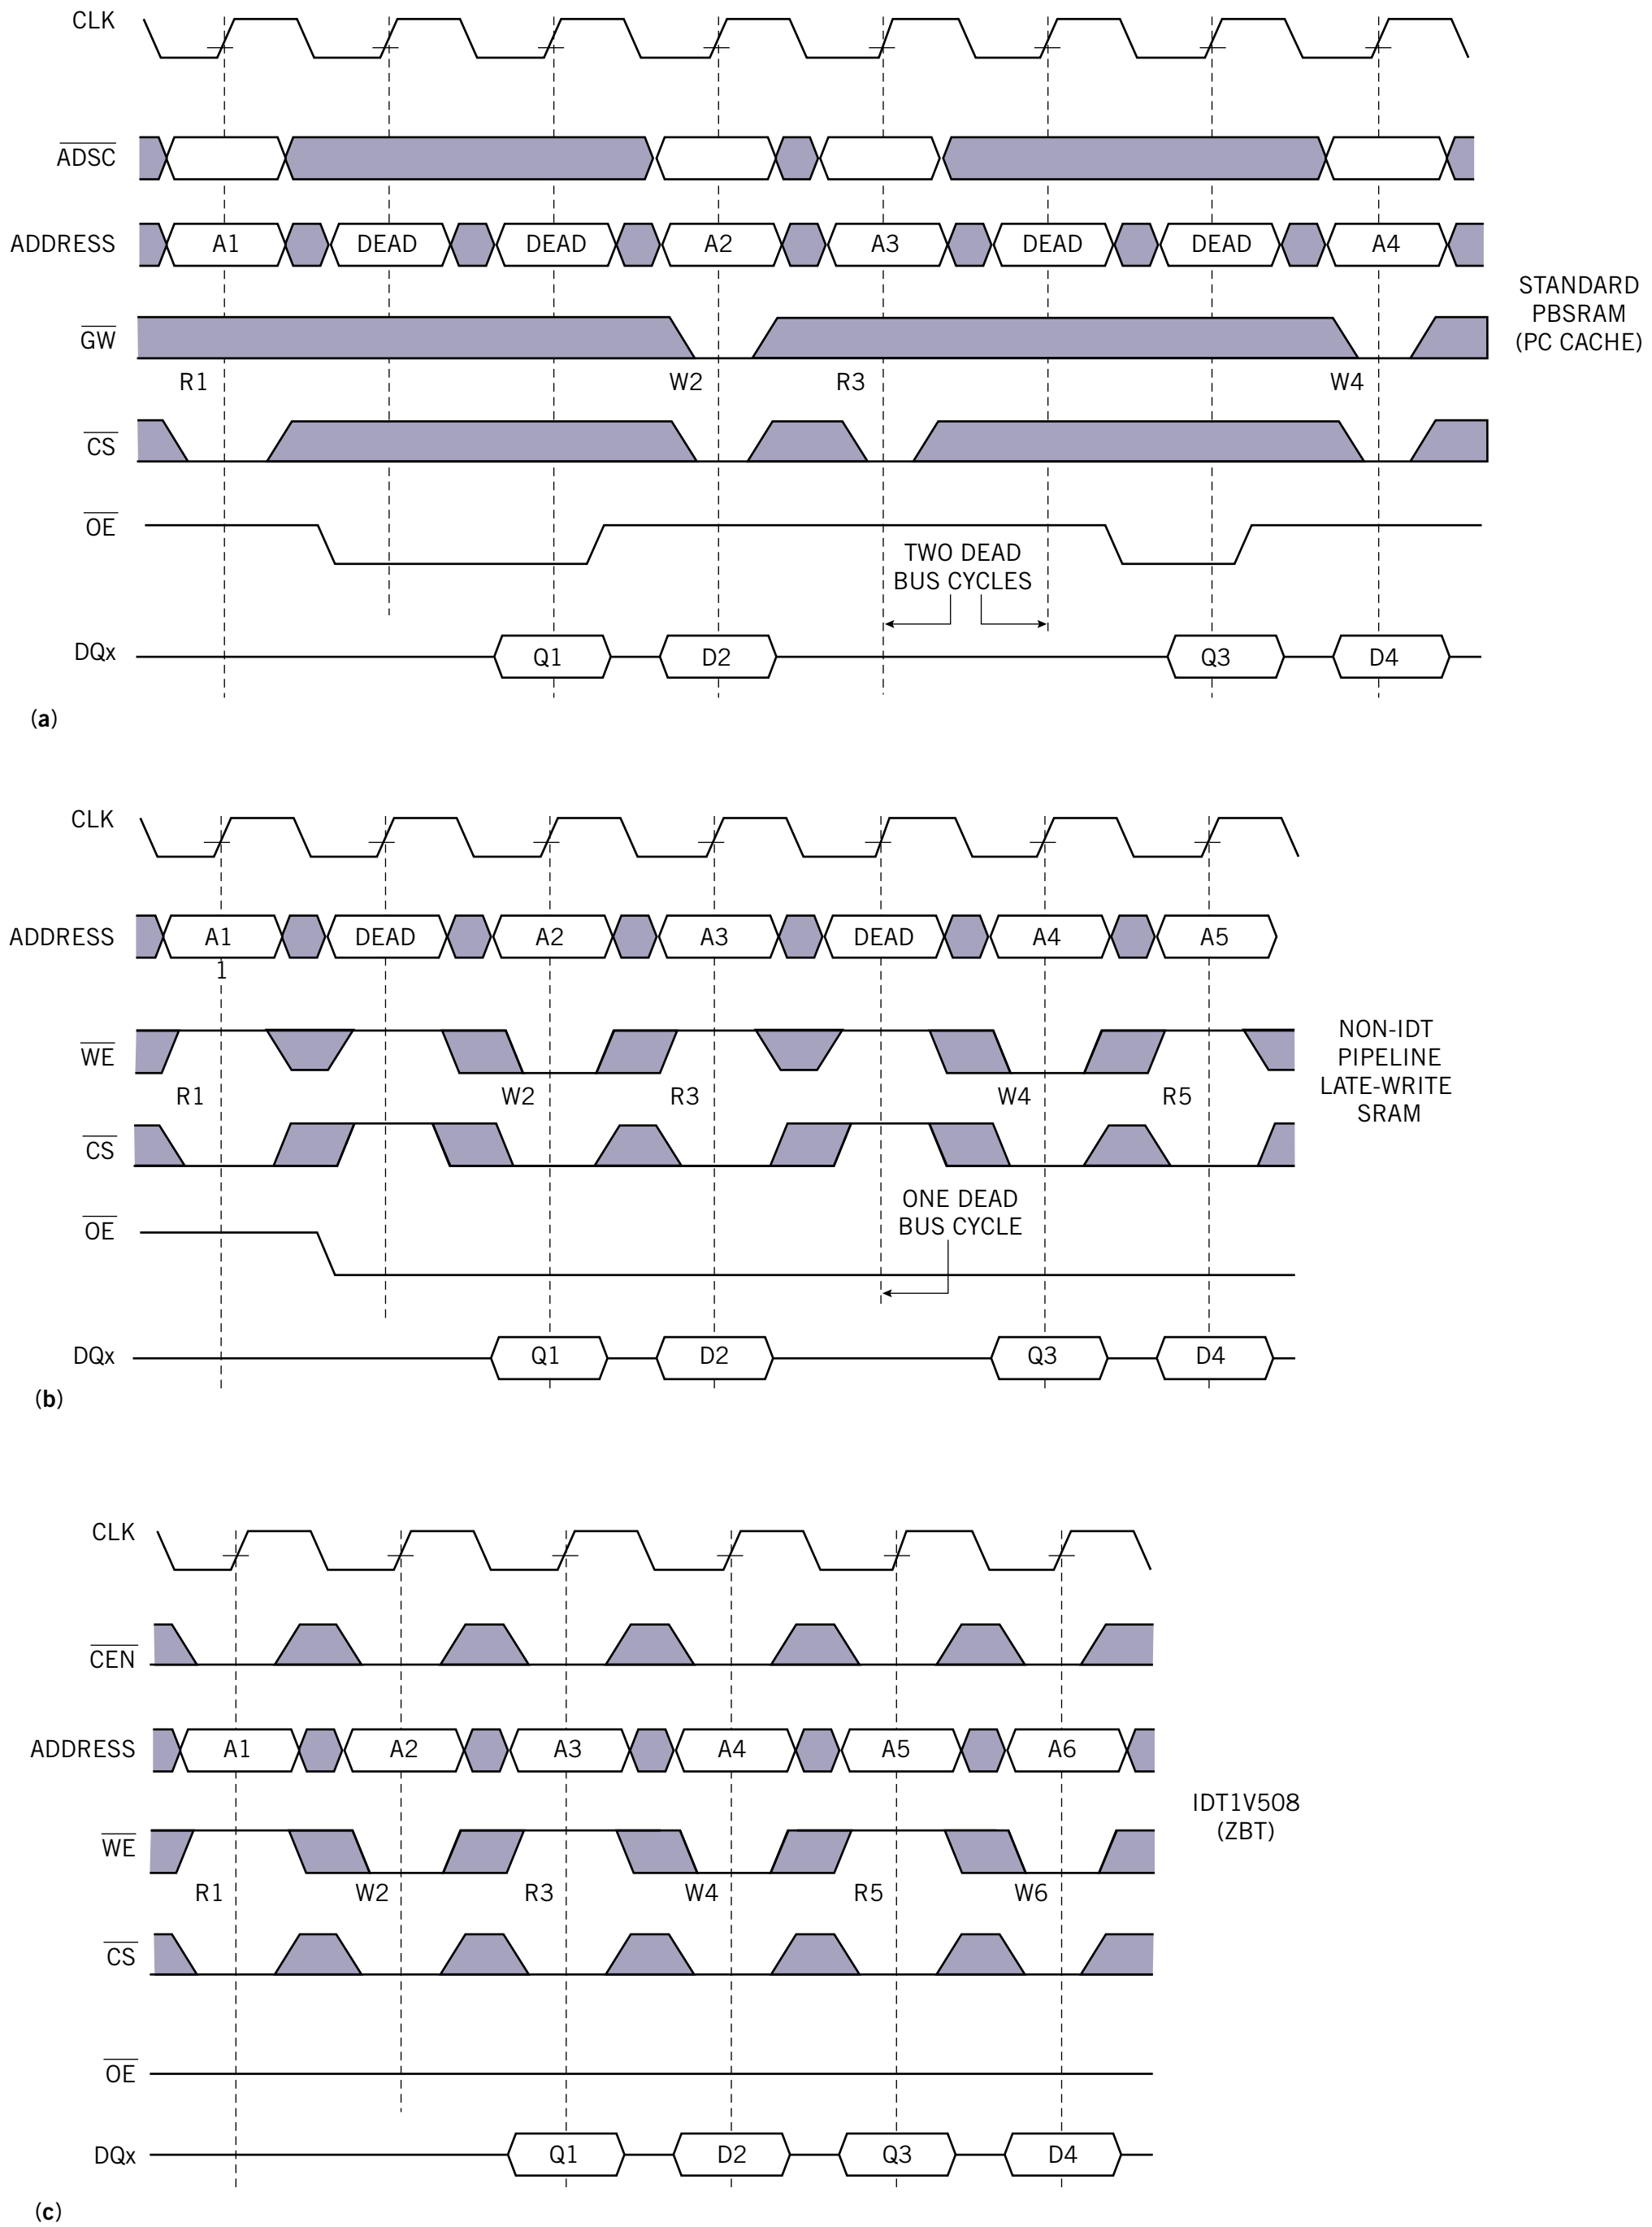 CLK
ADSC
ADDRESS A1 DEAD DEAD A2 A3 DEAD DEAD A4
STANDARD
PBSRAM
(PC CACHE)
GW
R1 W2 R3 W4
CS
OE
TWO DEAD
BUS CYCLES
DQx Q1 D2 Q3 D4
(a)
CLK
ADDRESS A1 DEAD A2 A3 DEAD A4 A5
1
WE
NON-IDT
PIPELINE
LATE-WRITE
SRAM
R1 W2 R3 W4 R5
CS
ONE DEAD
BUS CYCLE
OE
DQx Q1 D2 Q3 D4
(b)
CLK
CEN
ADDRESS A1 A2 A3 A4 A5 A6
IDT1V508
(ZBT)
WE
R1 W2 R3 W4 R5 W6
CS
OE
DQx Q1 D2 Q3 D4
(c)